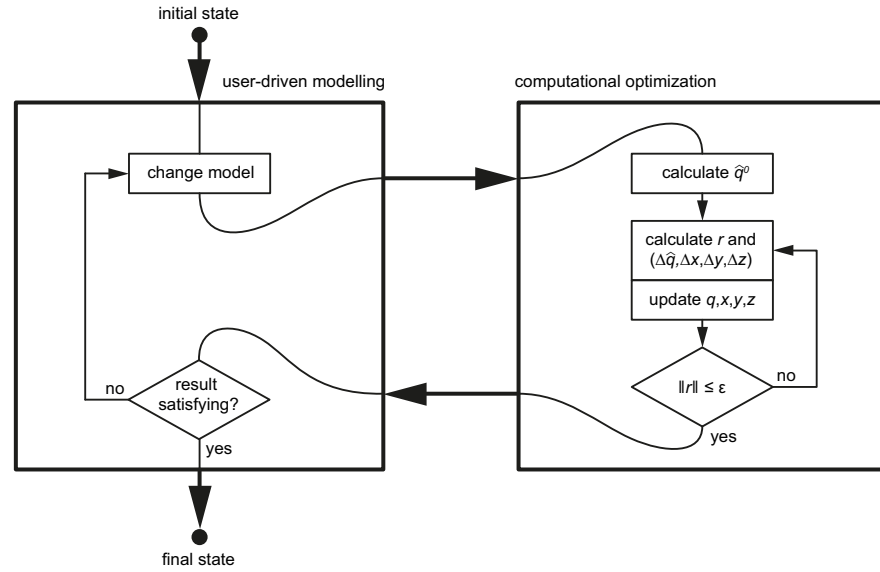 initial state
user-driven modelling
change model
result
satisfying?
no
yes
final state
computational optimization
calculate q̂⁰
calculate r and
(Δq̂,Δx,Δy,Δz)
update q,x,y,z
‖r‖ ≤ ε
no
yes